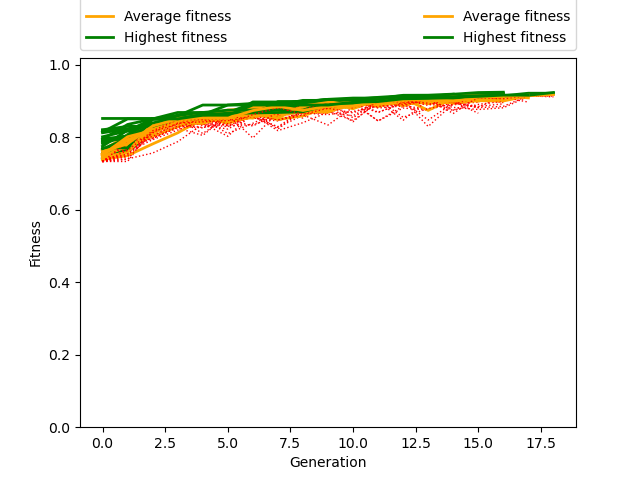 Average fitness Average fitness
Highest fitness Highest fitness
1.0
0.8
0.6
0.4
0.2
0.0
Fitness
0.0 2.5 5.0 7.5 10.0 12.5 15.0 17.5
Generation